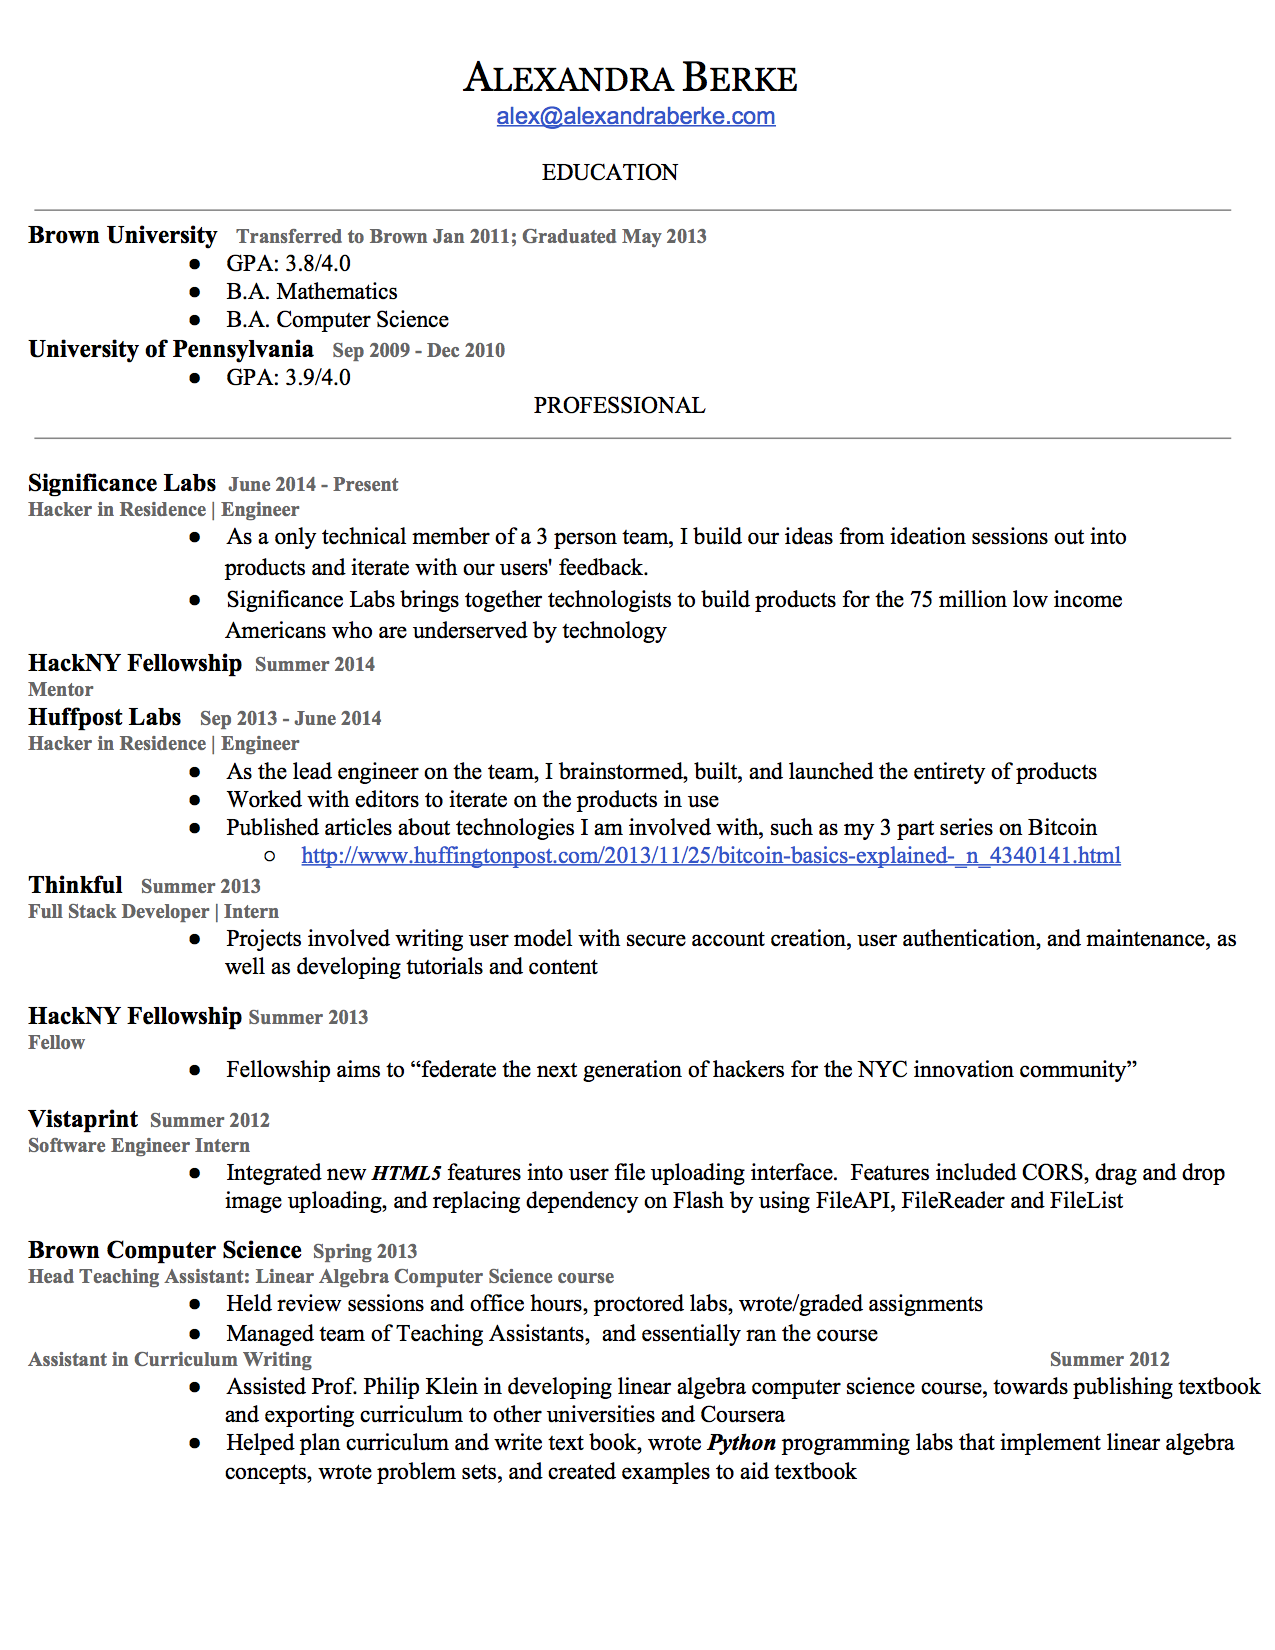 ALEXANDRA BERKE
alex@alexandraberke.com
EDUCATION
Brown University Transferred to Brown Jan 2011; Graduated May 2013
● GPA: 3.8/4.0
● B.A. Mathematics
● B.A. Computer Science
University of Pennsylvania Sep 2009 - Dec 2010
● GPA: 3.9/4.0
PROFESSIONAL
Significance Labs June 2014 - Present
Hacker in Residence | Engineer
● As a only technical member of a 3 person team, I build our ideas from ideation sessions out into
products and iterate with our users' feedback.
● Significance Labs brings together technologists to build products for the 75 million low income
Americans who are underserved by technology
HackNY Fellowship Summer 2014
Mentor
Huffpost Labs Sep 2013 - June 2014
Hacker in Residence | Engineer
● As the lead engineer on the team, I brainstormed, built, and launched the entirety of products
● Worked with editors to iterate on the products in use
● Published articles about technologies I am involved with, such as my 3 part series on Bitcoin
○ http://www.huffingtonpost.com/2013/11/25/bitcoin-basics-explained-_n_4340141.html
Thinkful Summer 2013
Full Stack Developer | Intern
● Projects involved writing user model with secure account creation, user authentication, and maintenance, as
well as developing tutorials and content
HackNY Fellowship Summer 2013
Fellow
● Fellowship aims to “federate the next generation of hackers for the NYC innovation community”
Vistaprint Summer 2012
Software Engineer Intern
● Integrated new HTML5 features into user file uploading interface. Features included CORS, drag and drop
image uploading, and replacing dependency on Flash by using FileAPI, FileReader and FileList
Brown Computer Science Spring 2013
Head Teaching Assistant: Linear Algebra Computer Science course
● Held review sessions and office hours, proctored labs, wrote/graded assignments
● Managed team of Teaching Assistants, and essentially ran the course
Assistant in Curriculum Writing Summer 2012
● Assisted Prof. Philip Klein in developing linear algebra computer science course, towards publishing textbook
and exporting curriculum to other universities and Coursera
● Helped plan curriculum and write text book, wrote Python programming labs that implement linear algebra
concepts, wrote problem sets, and created examples to aid textbook